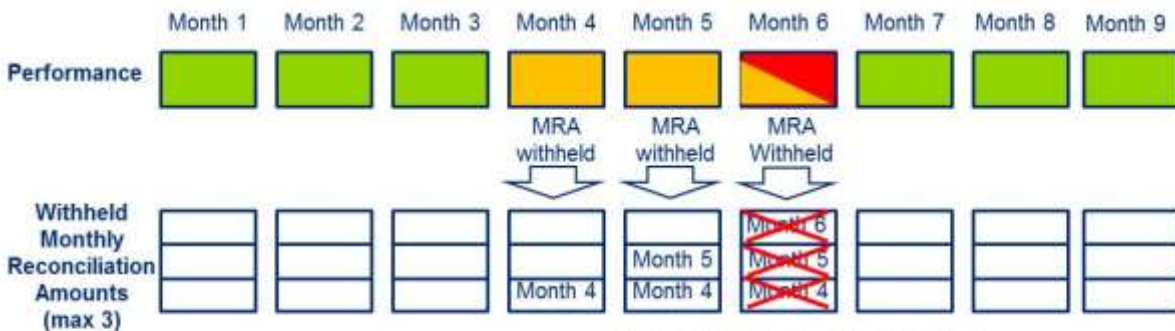 Month 1 Month 2 Month 3 Month 4 Month 5 Month 6 Month 7 Month 8 Month 9
Performance
MRA MRA MRA
withheld withheld Withheld
Withheld
Monthly
Reconciliation
Amounts
(max 3)
Month 6
Month 5 Month 5
Month 4 Month 4 Month 4